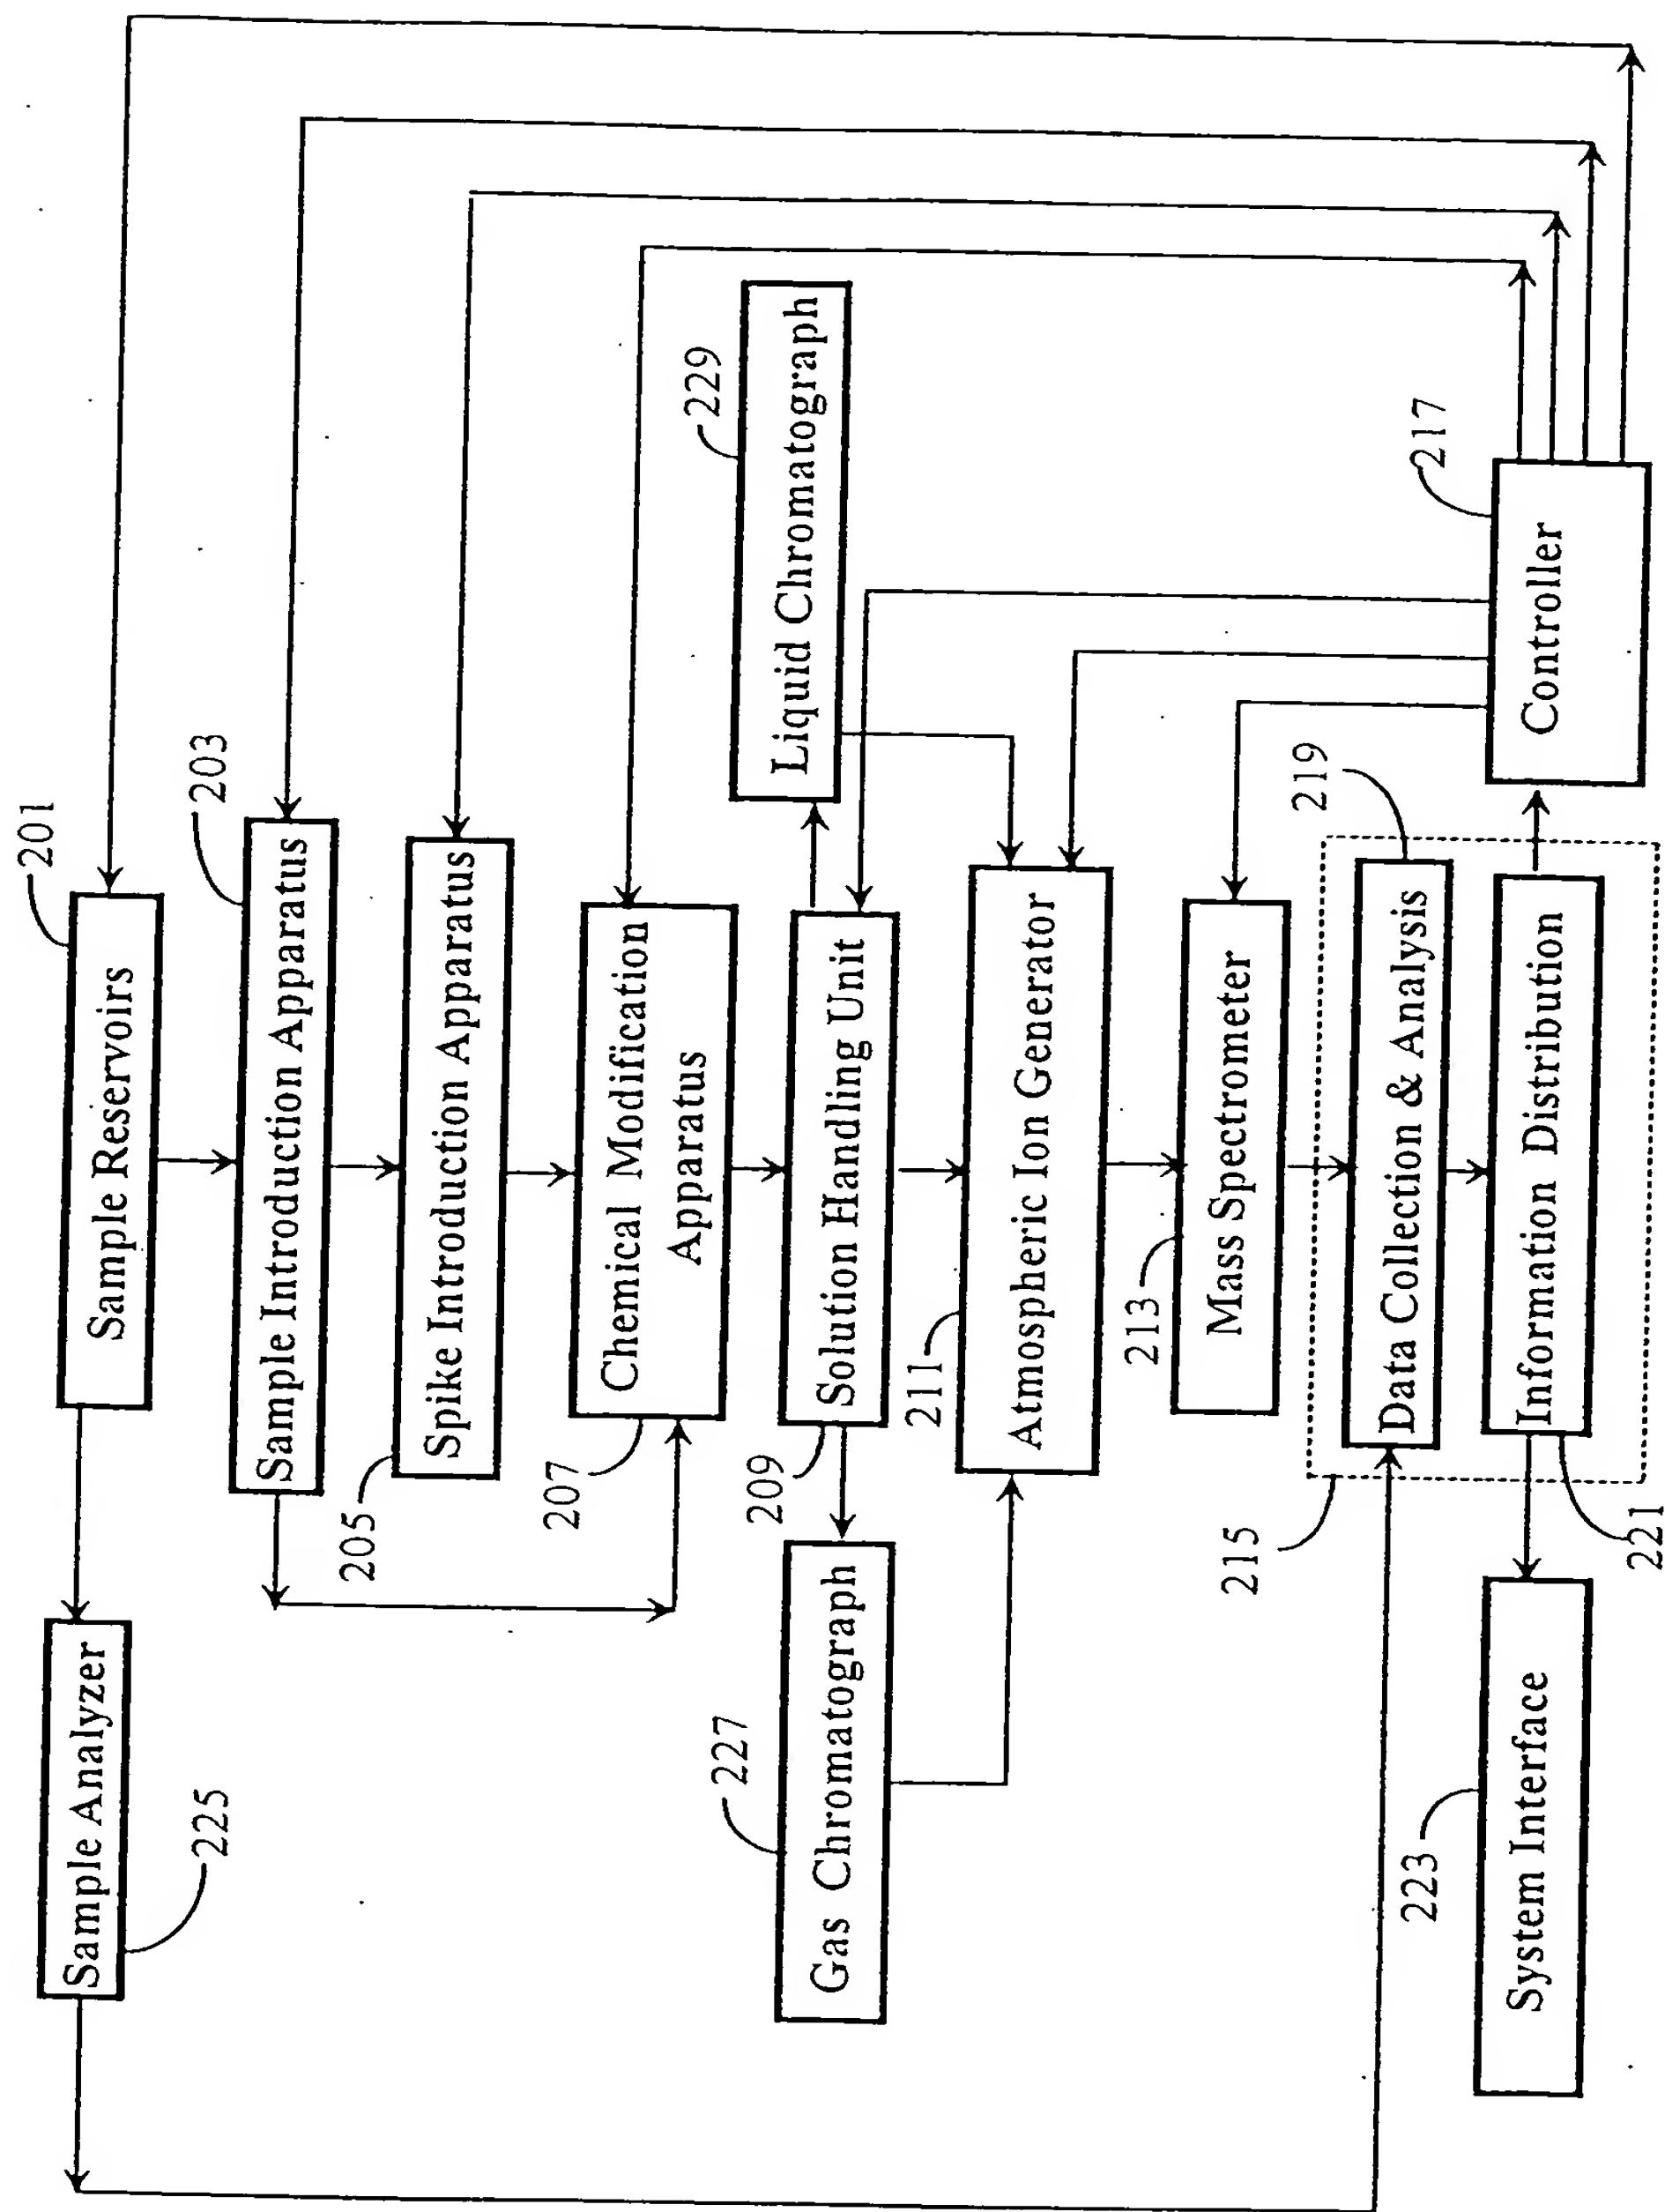 Sample Analyzer
225
Sample Reservoirs
201
Sample Introduction Apparatus
203
Spike Introduction Apparatus
205
Chemical Modification
Apparatus
207
Gas Chromatograph
227
Solution Handling Unit
209
Liquid Chromatograph
229
Atmospheric Ion Generator
211
Mass Spectrometer
213
Data Collection & Analysis
219
215
System Interface
223
Information Distribution
221
Controller
217